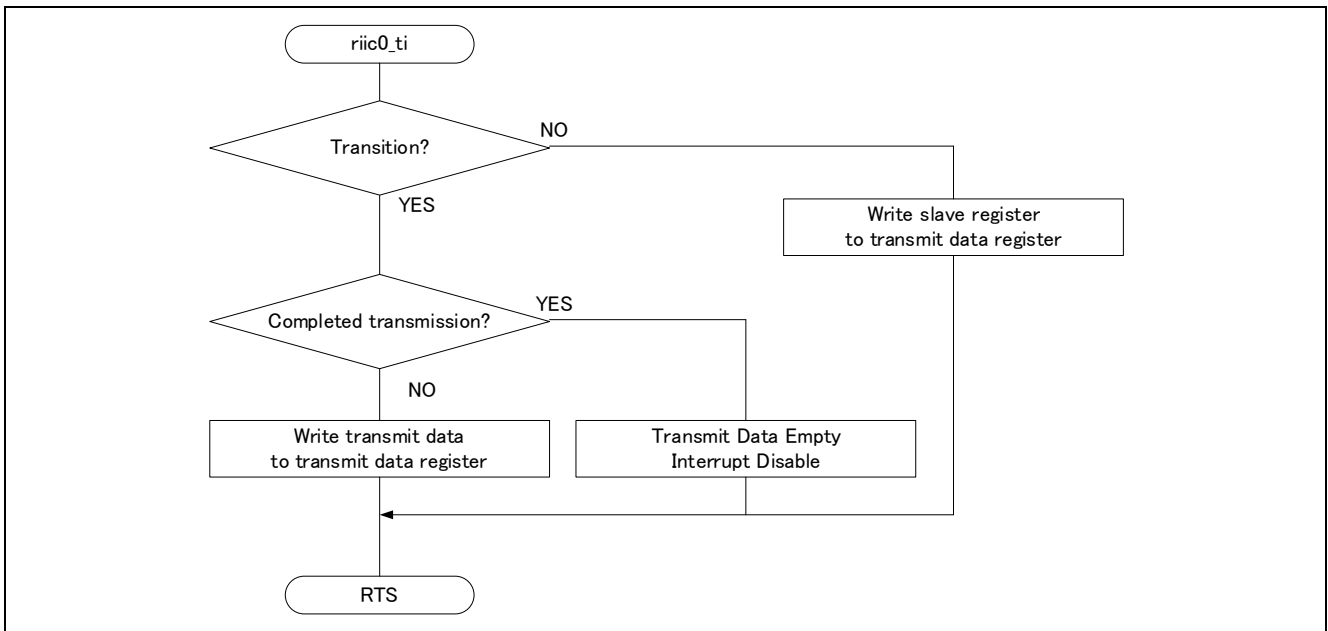 riic0_ti
Transition?
NO
YES
Write slave register
to transmit data register
Completed transmission?
YES
NO
Write transmit data
to transmit data register
Transmit Data Empty
Interrupt Disable
RTS